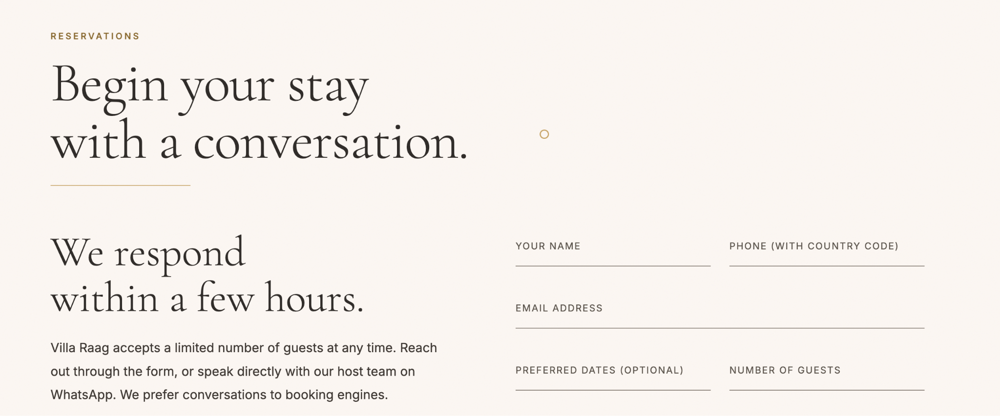 RESERVATIONS
Begin your stay
with a conversation.
We respond
within a few hours.
Villa Raag accepts a limited number of guests at any time. Reach
out through the form, or speak directly with our host team on
WhatsApp. We prefer conversations to booking engines.
YOUR NAME
PHONE (WITH COUNTRY CODE)
EMAIL ADDRESS
PREFERRED DATES (OPTIONAL)
NUMBER OF GUESTS